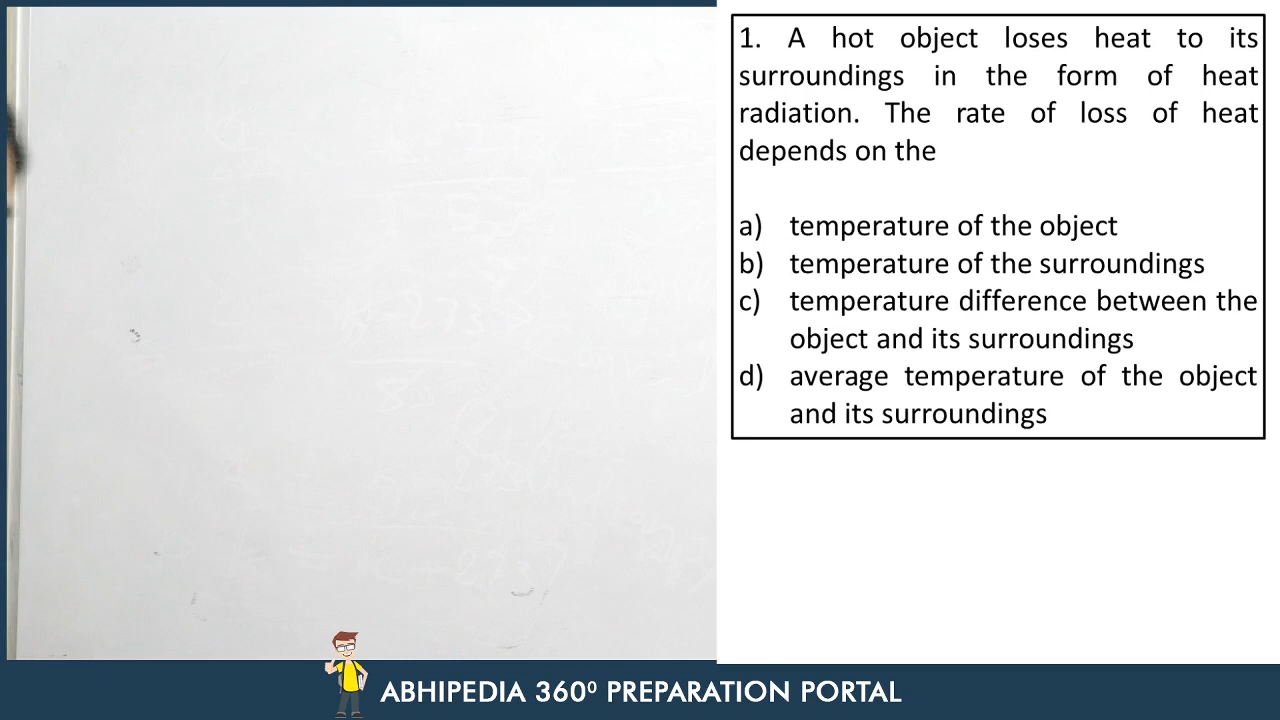 1. A hot object loses heat to its
surroundings in the form of heat
radiation. The rate of loss of heat
depends on the
a) temperature of the object
b) temperature of the surroundings
c) temperature difference between the
object and its surroundings
d) average temperature of the object
and its surroundings
ABHIPEDIA 360⁰ PREPARATION PORTAL